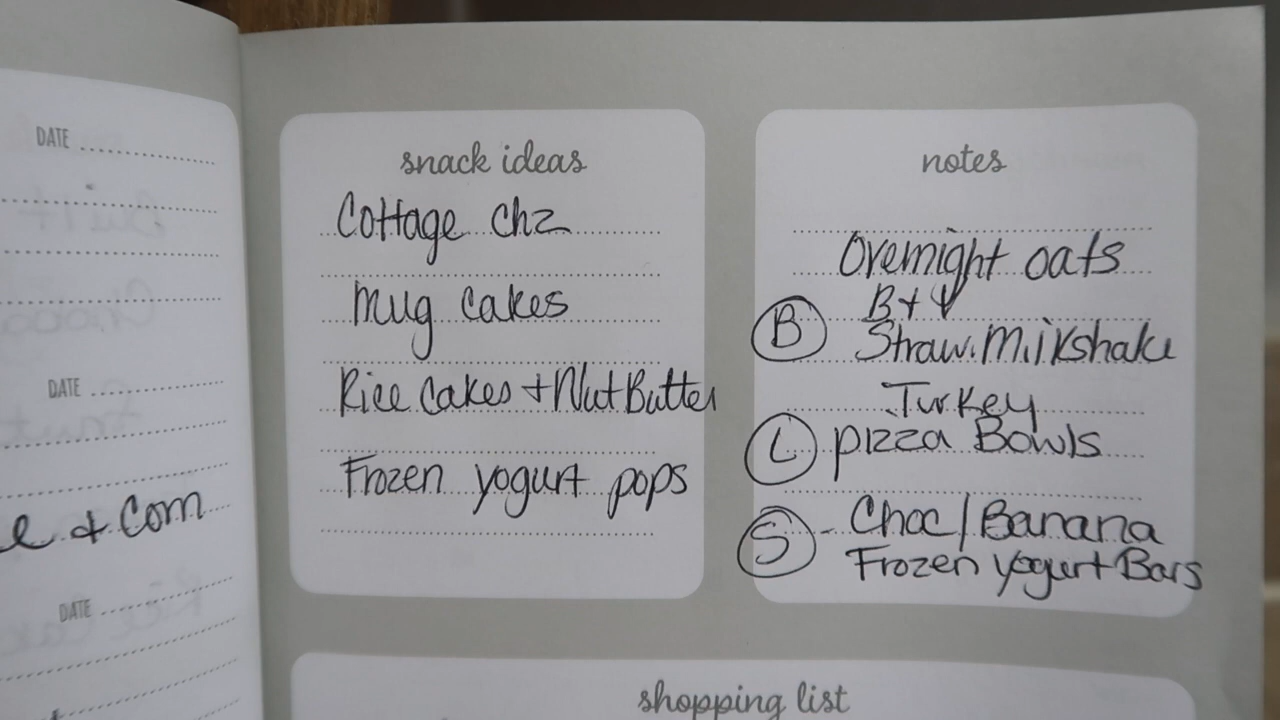 DATE
DATE
e + Corn
DATE
snack ideas
Cottage chz
Mug cakes
Rice Cakes + Nut Butter
Frozen yogurt pops
notes
Overnight oats
B +
B Straw. Milkshake
Turkey
L pizza Bowls
S - Choc / Banana
Frozen Yogurt Bars
shopping list